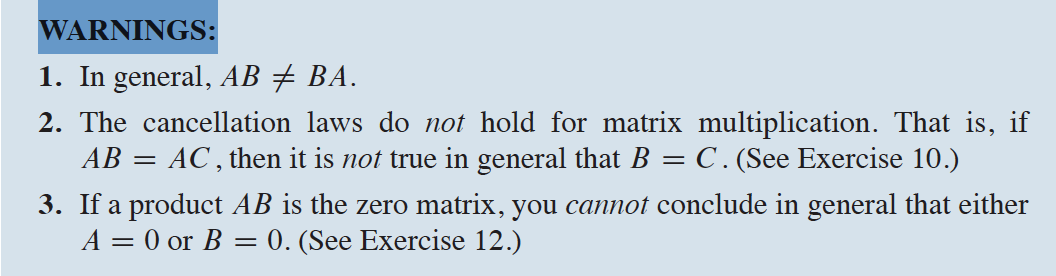 WARNINGS:
1. In general, AB ≠ BA.
2. The cancellation laws do not hold for matrix multiplication. That is, if
AB = AC, then it is not true in general that B = C. (See Exercise 10.)
3. If a product AB is the zero matrix, you cannot conclude in general that either
A = 0 or B = 0. (See Exercise 12.)